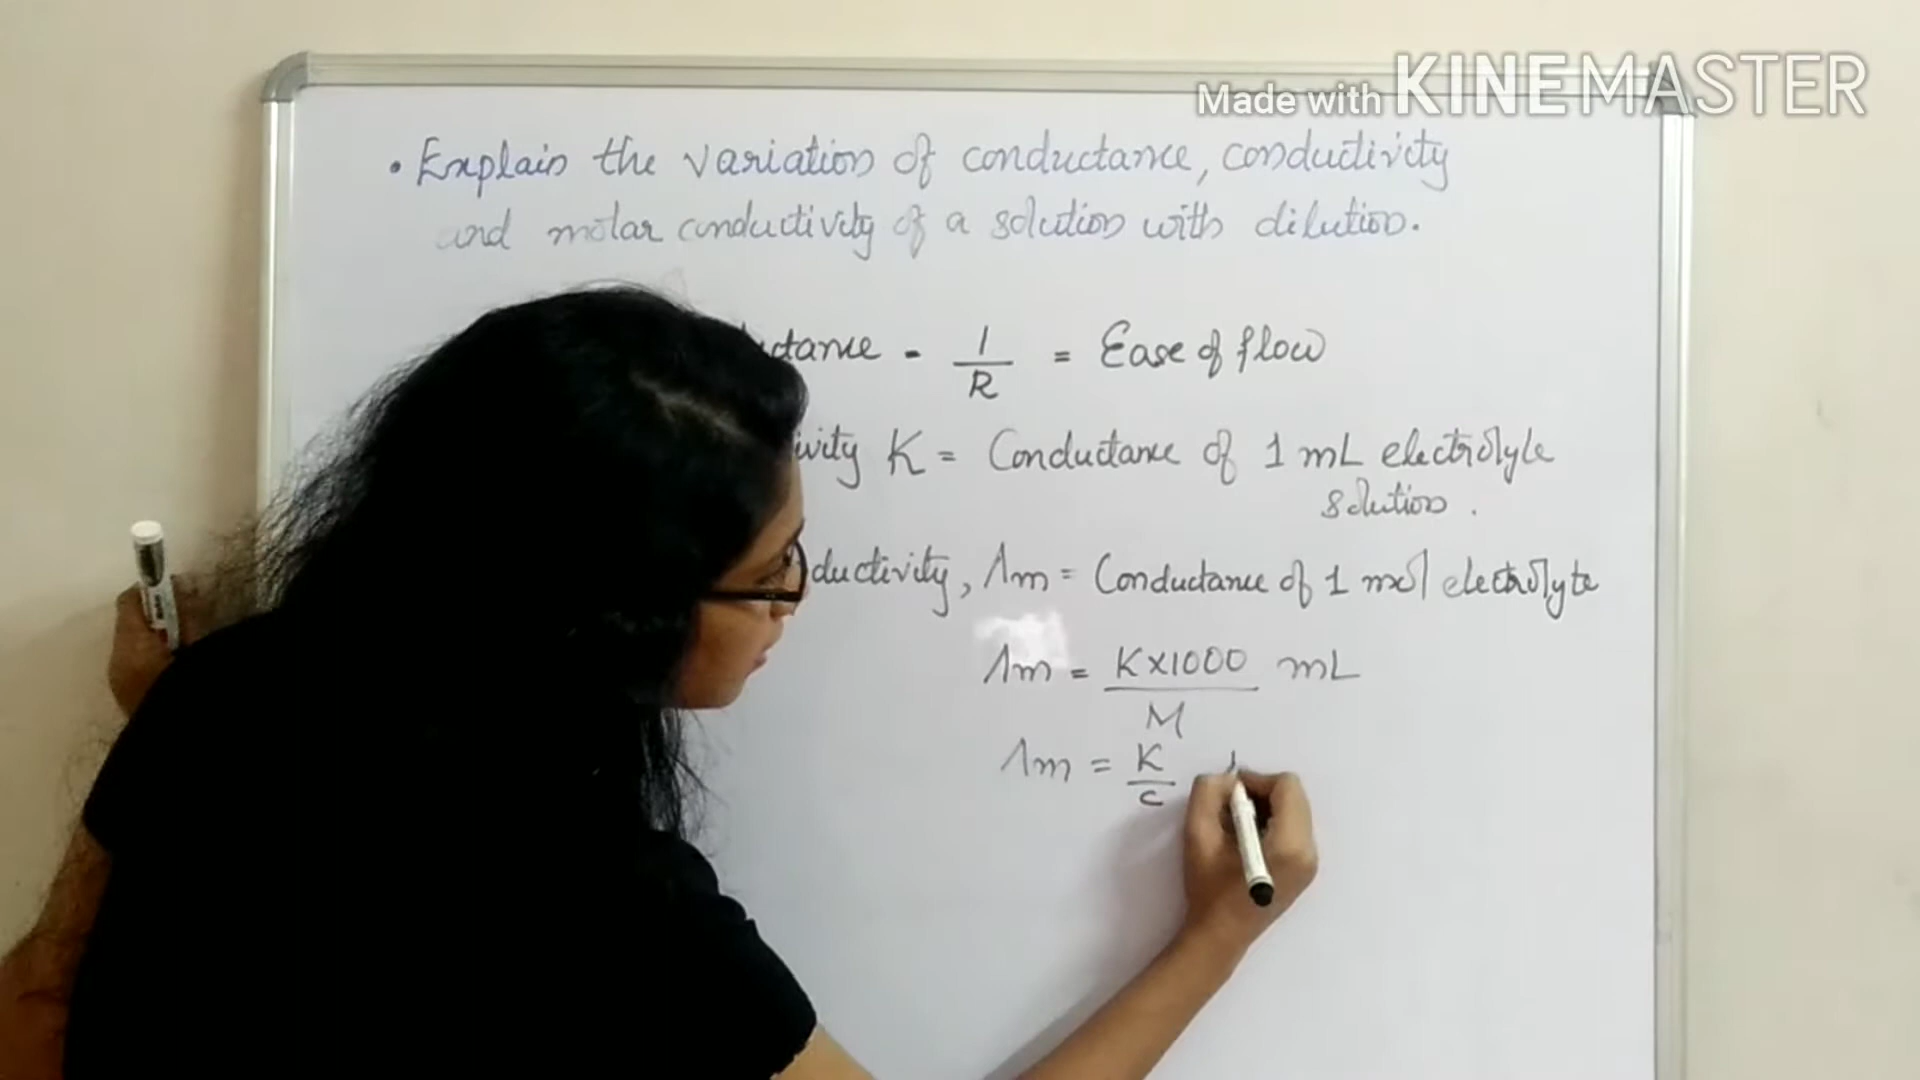 Made with KINEMASTER
• Explain the variation of conductance, conductivity
and molar conductivity of a solution with dilution.
ctance - 1/R = Ease of flow
ivity K = Conductance of 1 mL electrolyte
solution.
ductivity, Λm = Conductance of 1 mol electrolyte
Λm = K×1000/M mL
Λm = K/C